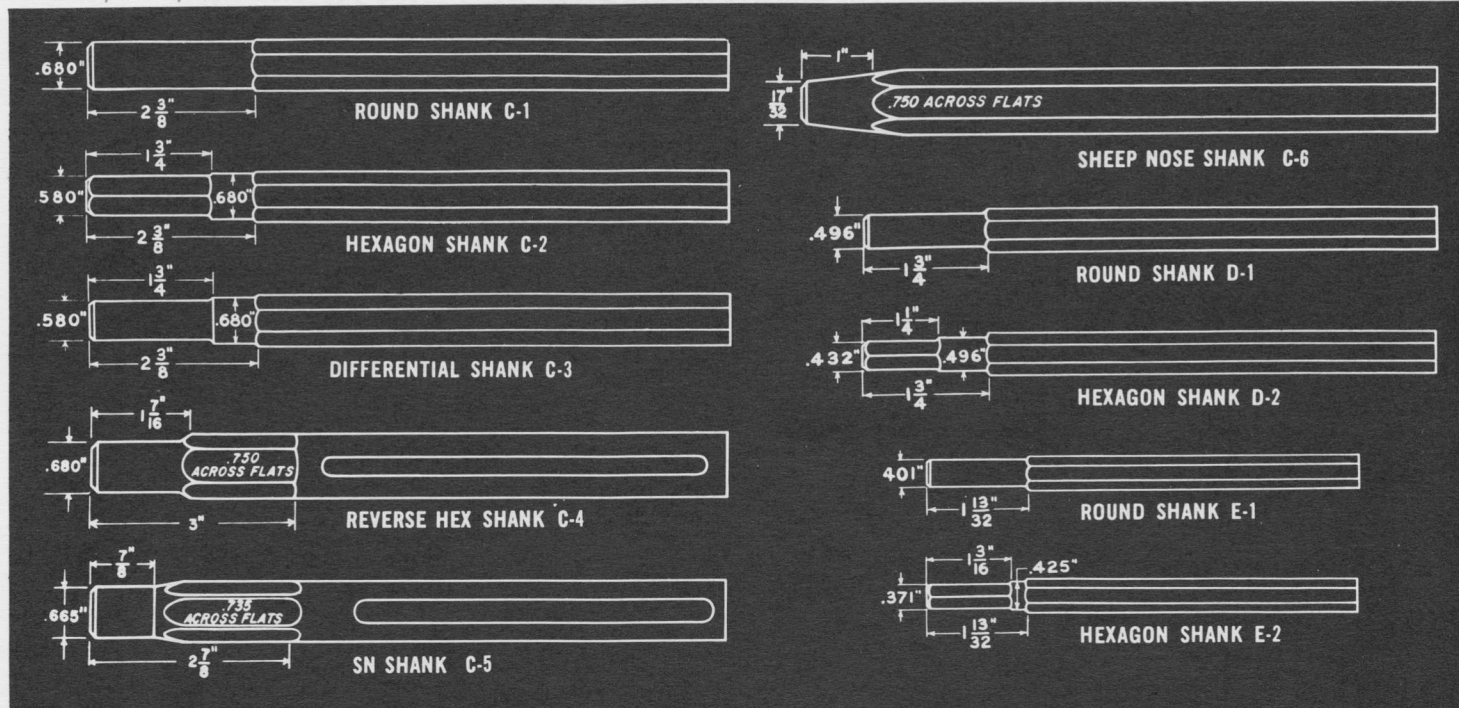 .680"
2 3/8"
ROUND SHANK C-1
1 3/4"
.580"
.680"
2 3/8"
HEXAGON SHANK C-2
1 3/4"
.580"
.680"
2 3/8"
DIFFERENTIAL SHANK C-3
1 7/16"
.680"
.750
ACROSS FLATS
3"
REVERSE HEX SHANK C-4
7/8"
.665"
.735
ACROSS FLATS
2 7/8"
SN SHANK C-5
1"
17/32"
.750 ACROSS FLATS
SHEEP NOSE SHANK C-6
.496"
1 3/4"
ROUND SHANK D-1
1 1/4"
.432"
.496"
1 3/4"
HEXAGON SHANK D-2
.401"
1 13/32"
ROUND SHANK E-1
1 3/16"
.425"
.371"
1 13/32"
HEXAGON SHANK E-2